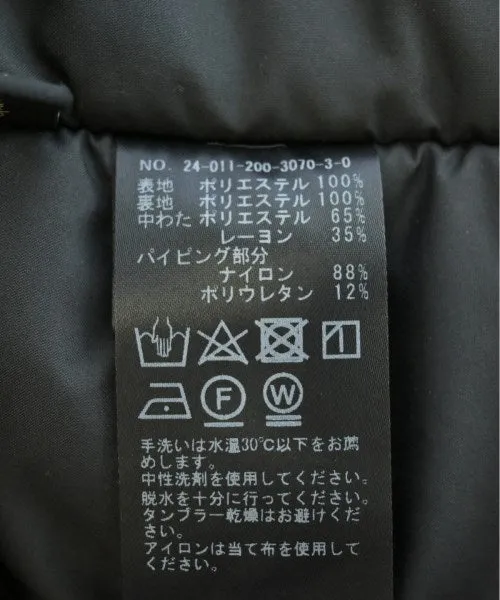 NO. 24-011-200-3070-3-0
表地 ポリエステル 100%
裏地 ポリエステル 100%
中わた ポリエステル 65%
レーヨン 35%
パイピング部分
ナイロン 88%
ポリウレタン 12%
F W
手洗いは水温30℃以下をお薦
めします。
中性洗剤を使用してください。
脱水を十分に行ってください。
タンブラー乾燥はお避けくだ
さい。
アイロンは当て布を使用して
ください。